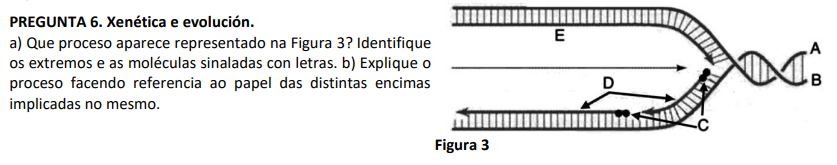 PREGUNTA 6. Xenética e evolución.
a) Que proceso aparece representado na Figura 3? Identifique
os extremos e as moléculas sinaladas con letras. b) Explique o
proceso facendo referencia ao papel das distintas encimas
implicadas no mesmo.
E
A
B
D
C
Figura 3